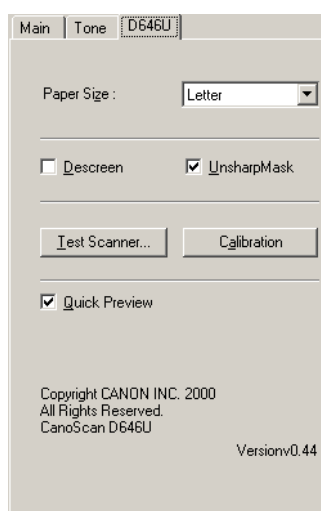 Main Tone D646U
Paper Size : Letter
Descreen UnsharpMask
Test Scanner... Calibration
Quick Preview
Copyright CANON INC. 2000
All Rights Reserved.
CanoScan D646U
Versionv0.44